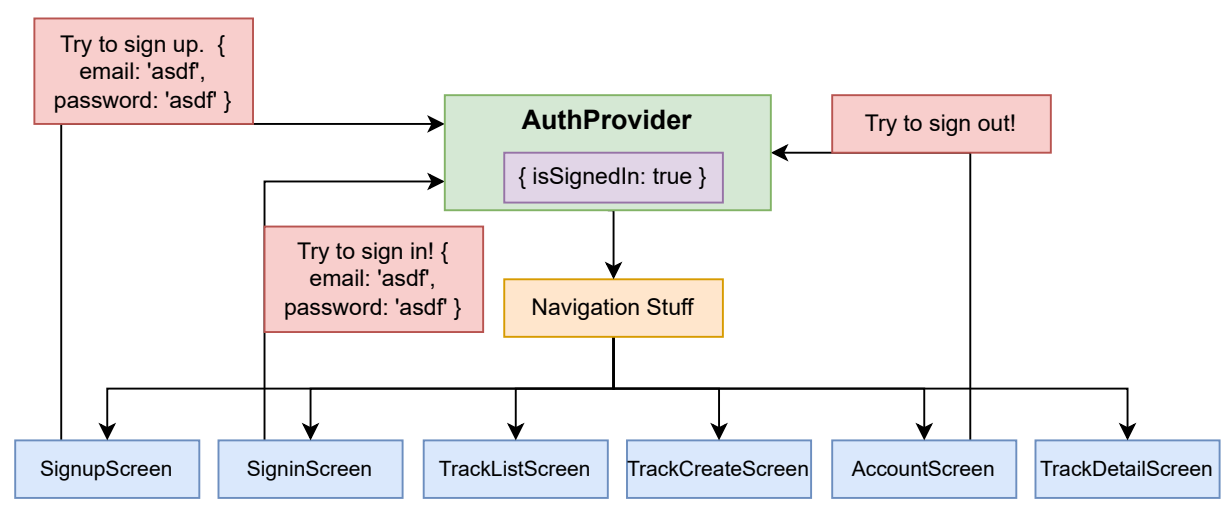 Try to sign up.  {
email: 'asdf',
password: 'asdf' }
AuthProvider
{ isSignedIn: true }
Try to sign out!
Try to sign in! {
email: 'asdf',
password: 'asdf' }
Navigation Stuff
SignupScreen
SigninScreen
TrackListScreen
TrackCreateScreen
AccountScreen
TrackDetailScreen